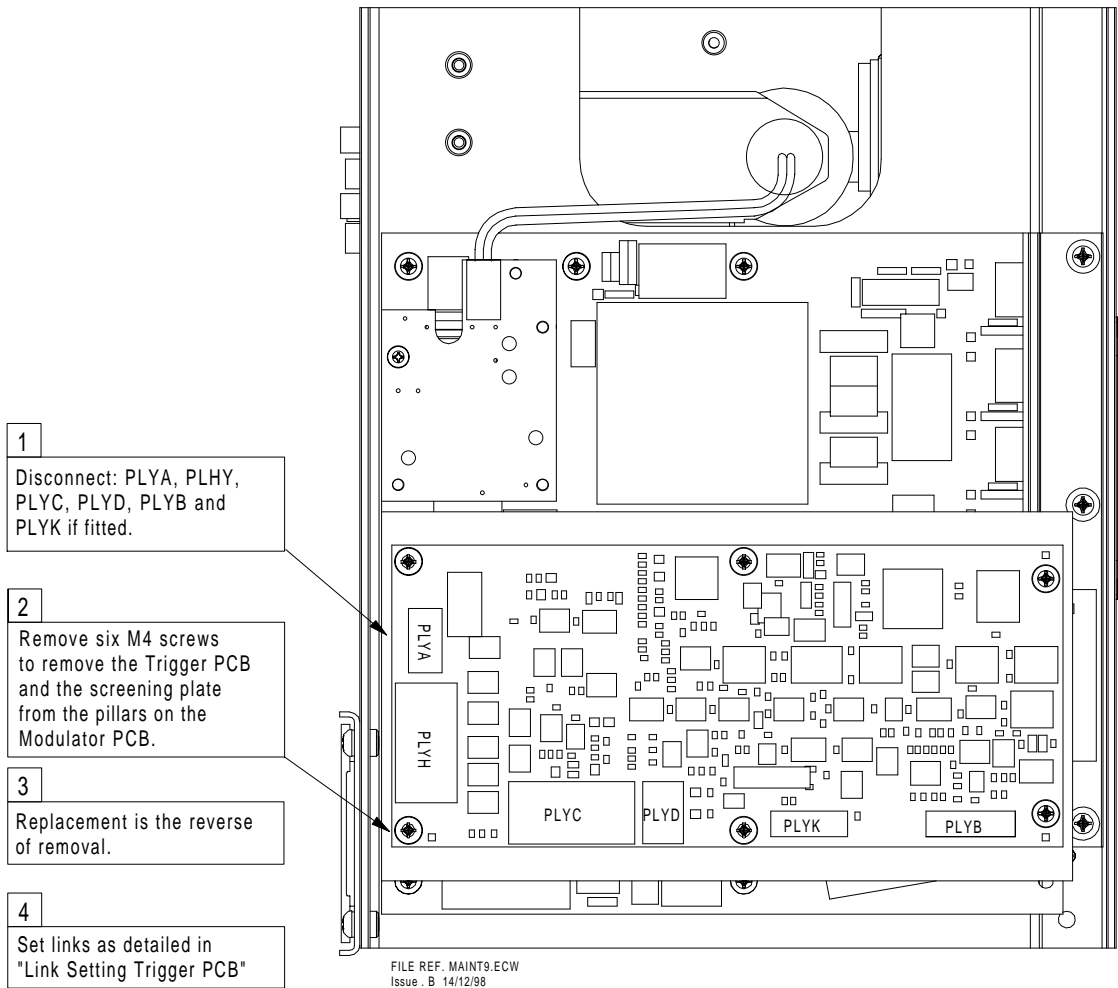 1
Disconnect: PLYA, PLHY,
PLYC, PLYD, PLYB and
PLYK if fitted.
2
Remove six M4 screws
to remove the Trigger PCB
and the screening plate
from the pillars on the
Modulator PCB.
3
Replacement is the reverse
of removal.
4
Set links as detailed in
"Link Setting Trigger PCB"
PLYA
PLYH
PLYC
PLYD
PLYK
PLYB
FILE REF. MAINT9.ECW
Issue . B 14/12/98